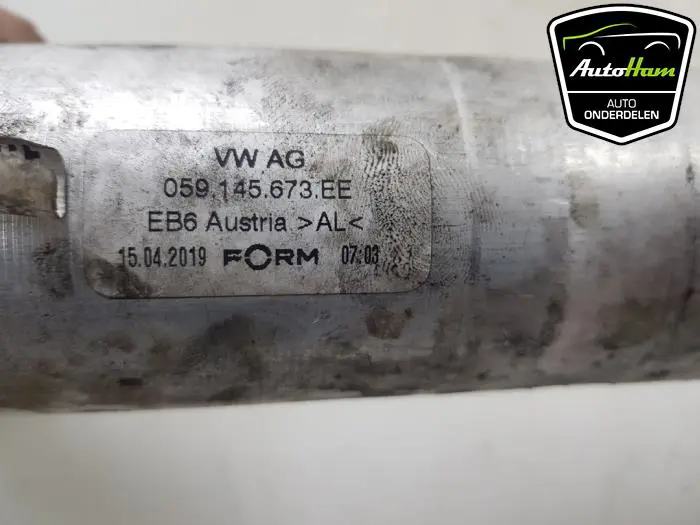 AutoHam
AUTO
ONDERDELEN
VW AG
059.145.673.EE
EB6 Austria >AL<
15.04.2019 FORM 07:03